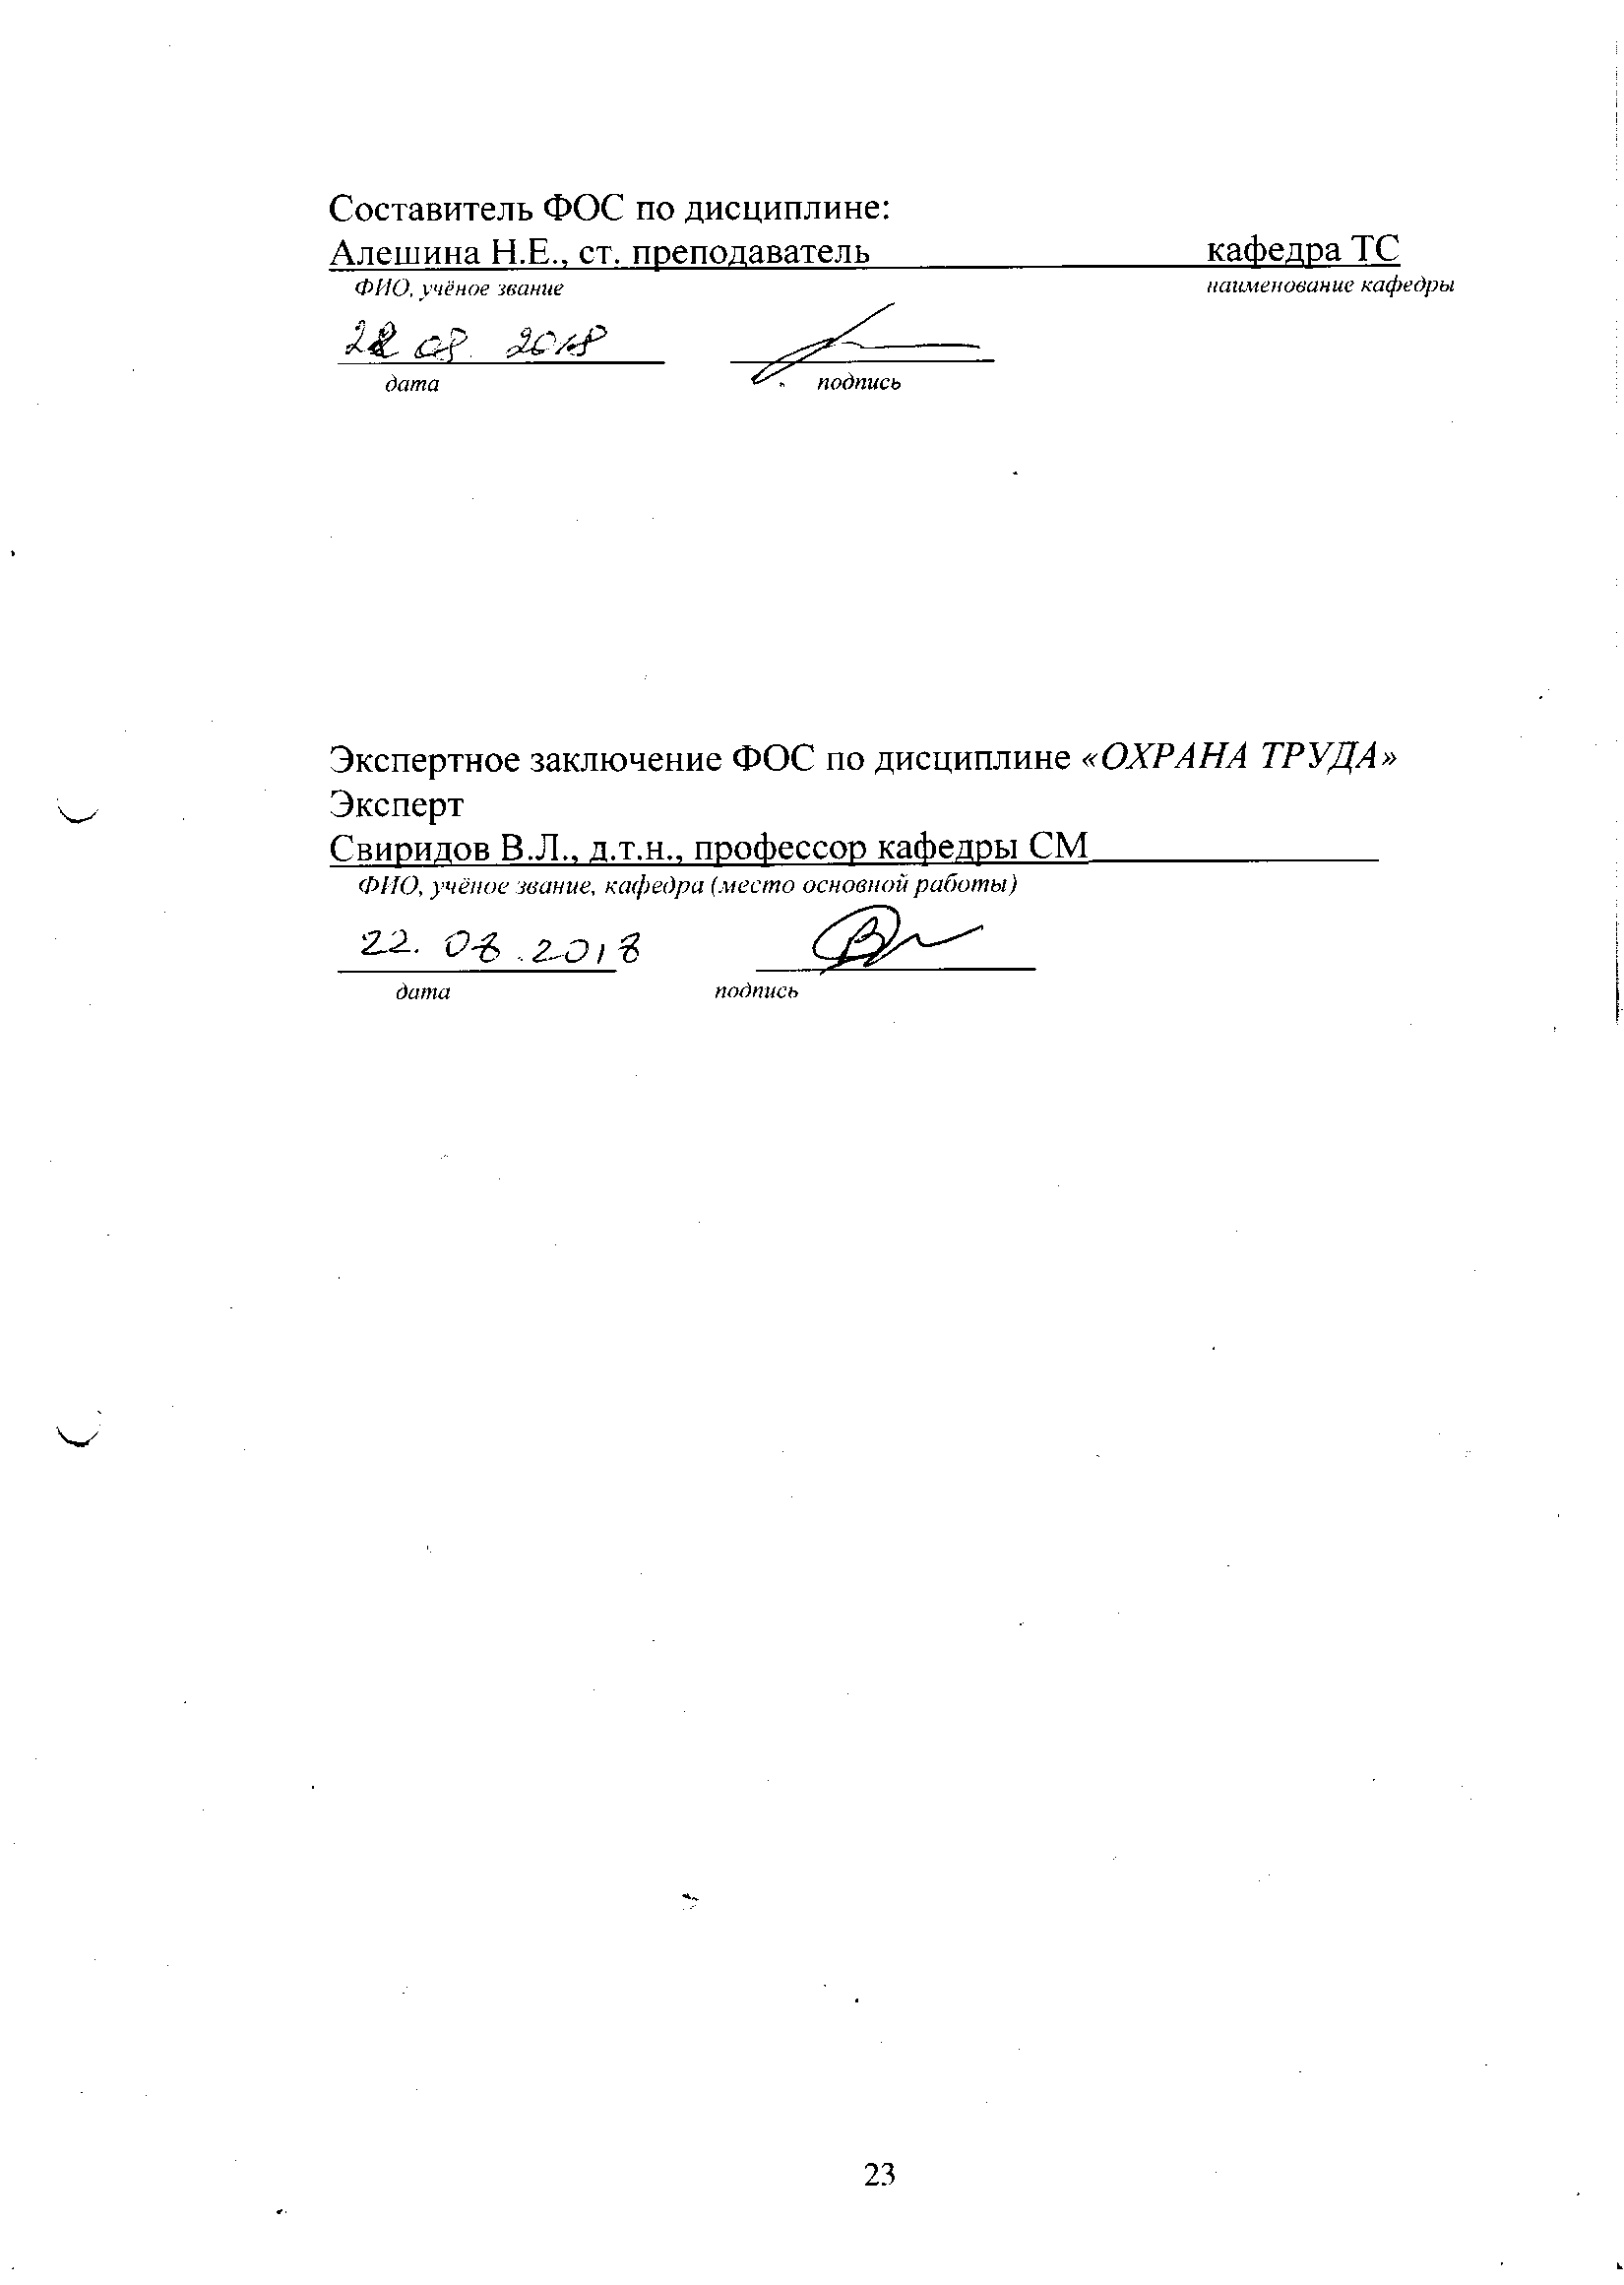 Составитель ФОС по дисциплине:
Алешина Н.Е., ст. преподаватель кафедра ТС
ФИО, учёное звание наименование кафедры
08. 2018
дата подпись
Экспертное заключение ФОС по дисциплине «ОХРАНА ТРУДА»
Эксперт
Свиридов В.Л., д.т.н., профессор кафедры СМ
ФИО, учёное звание, кафедра (место основной работы)
22. 08.2018
дата подпись
23